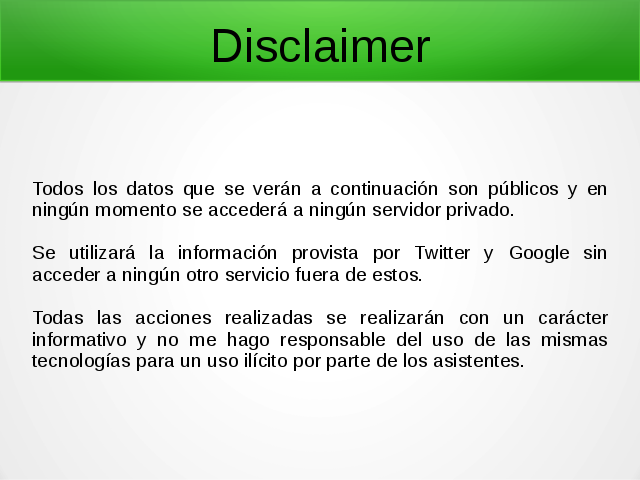 Disclaimer
Todos los datos que se verán a continuación son públicos y en
ningún momento se accederá a ningún servidor privado.
Se utilizará la información provista por Twitter y Google sin
acceder a ningún otro servicio fuera de estos.
Todas las acciones realizadas se realizarán con un carácter
informativo y no me hago responsable del uso de las mismas
tecnologías para un uso ilícito por parte de los asistentes.